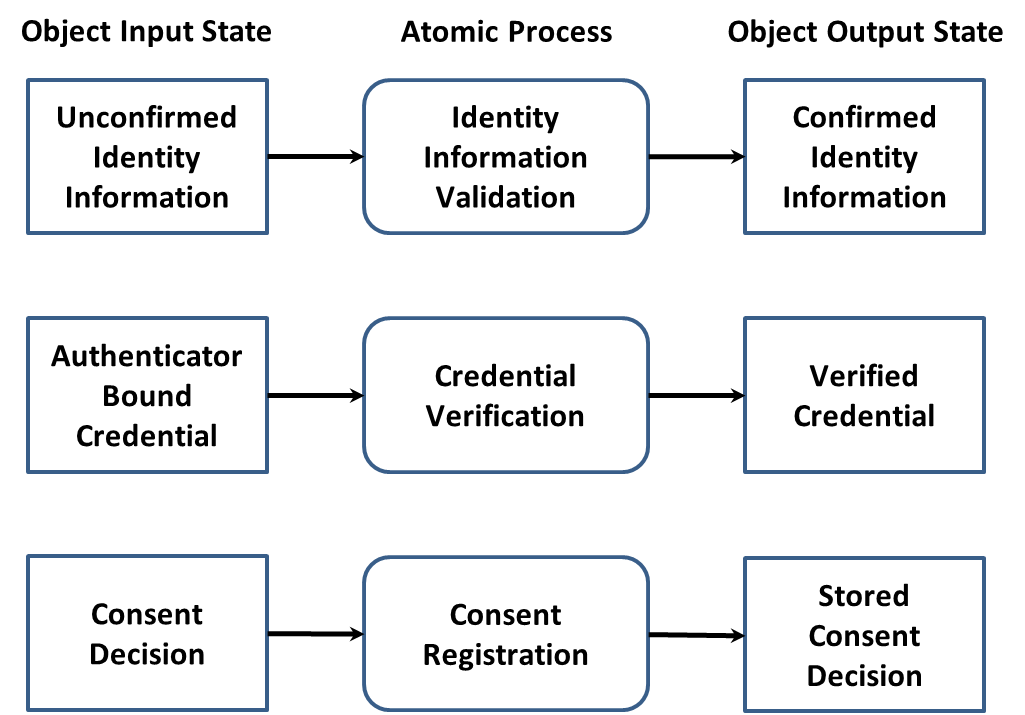 Object Input State
Atomic Process
Object Output State
Unconfirmed
Identity
Information
Identity
Information
Validation
Confirmed
Identity
Information
Authenticator
Bound
Credential
Credential
Verification
Verified
Credential
Consent
Decision
Consent
Registration
Stored
Consent
Decision